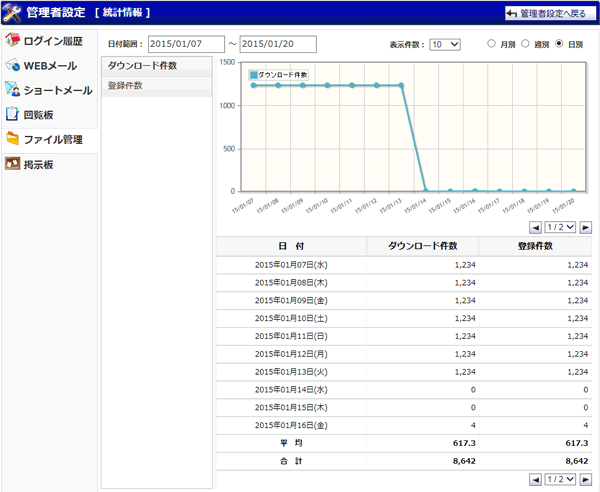 管理者設定 [ 統計情報 ]
管理者設定へ戻る
ログイン履歴
WEBメール
ショートメール
回覧板
ファイル管理
掲示板
日付範囲： 2015/01/07 ～ 2015/01/20
表示件数： 10 月別 週別 日別
ダウンロード件数
登録件数
ダウンロード件数
1500
1000
500
0
15/01/07 15/01/08 15/01/09 15/01/10 15/01/11 15/01/12 15/01/13 15/01/14 15/01/15 15/01/16 15/01/17 15/01/18 15/01/19 15/01/20
1 / 2
日 付 ダウンロード件数 登録件数
2015年01月07日(水) 1,234 1,234
2015年01月08日(木) 1,234 1,234
2015年01月09日(金) 1,234 1,234
2015年01月10日(土) 1,234 1,234
2015年01月11日(日) 1,234 1,234
2015年01月12日(月) 1,234 1,234
2015年01月13日(火) 1,234 1,234
2015年01月14日(水) 0 0
2015年01月15日(木) 0 0
2015年01月16日(金) 4 4
平 均 617.3 617.3
合 計 8,642 8,642
1 / 2